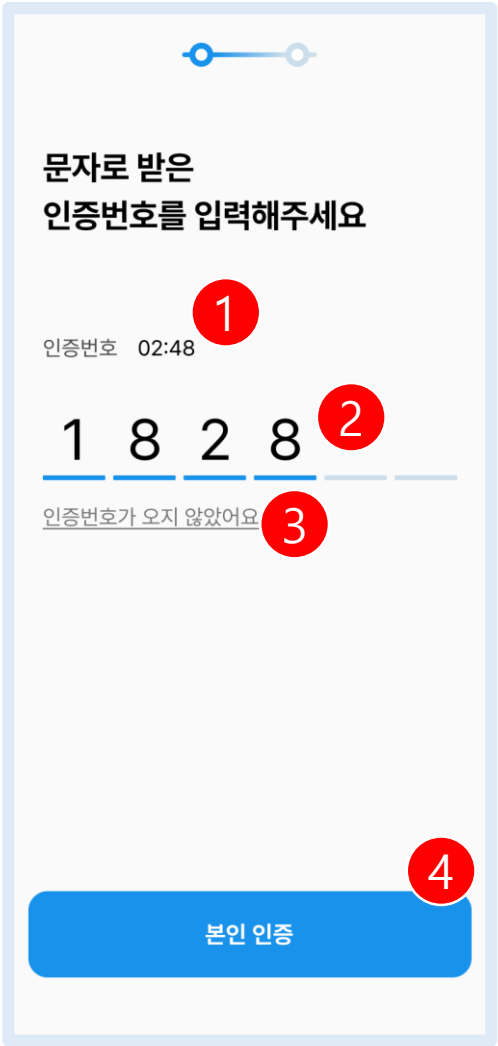 문자로 받은
인증번호를 입력해주세요
1
인증번호 02:48
1 8 2 8
2
인증번호가 오지 않았어요
3
4
본인 인증